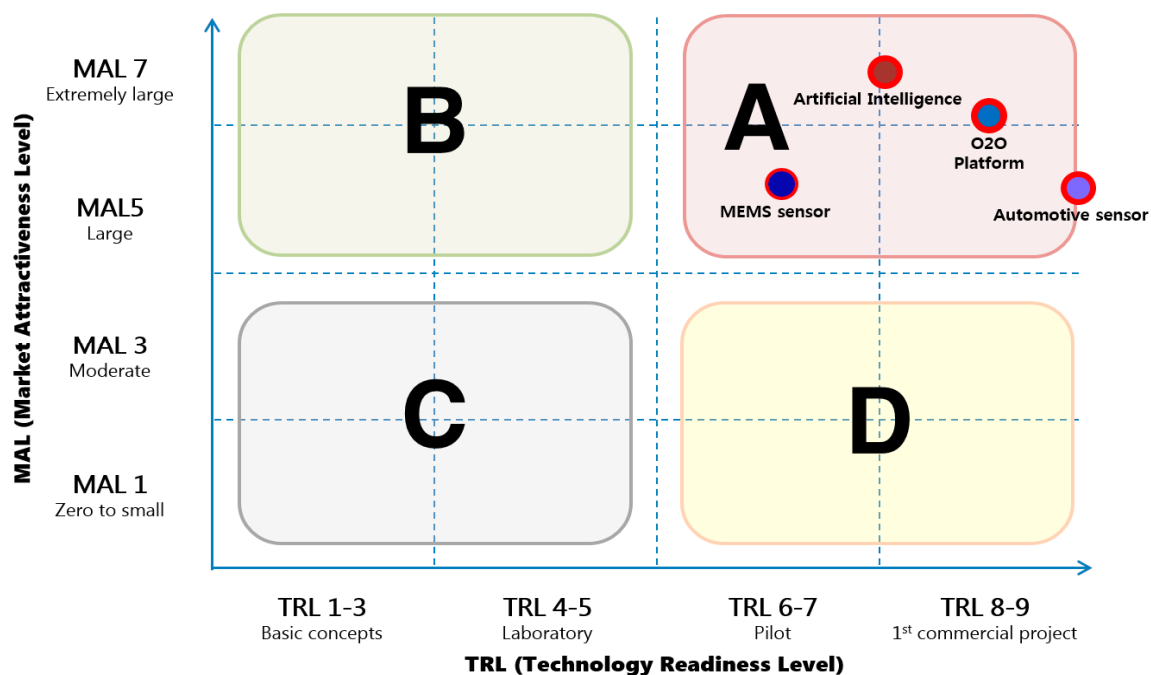 MAL (Market Attractiveness Level)
MAL 7
Extremely large
MAL5
Large
MAL 3
Moderate
MAL 1
Zero to small
B
A
Artificial Intelligence
O2O
Platform
MEMS sensor
Automotive sensor
C
D
TRL 1-3
Basic concepts
TRL 4-5
Laboratory
TRL 6-7
Pilot
TRL 8-9
1st commercial project
TRL (Technology Readiness Level)